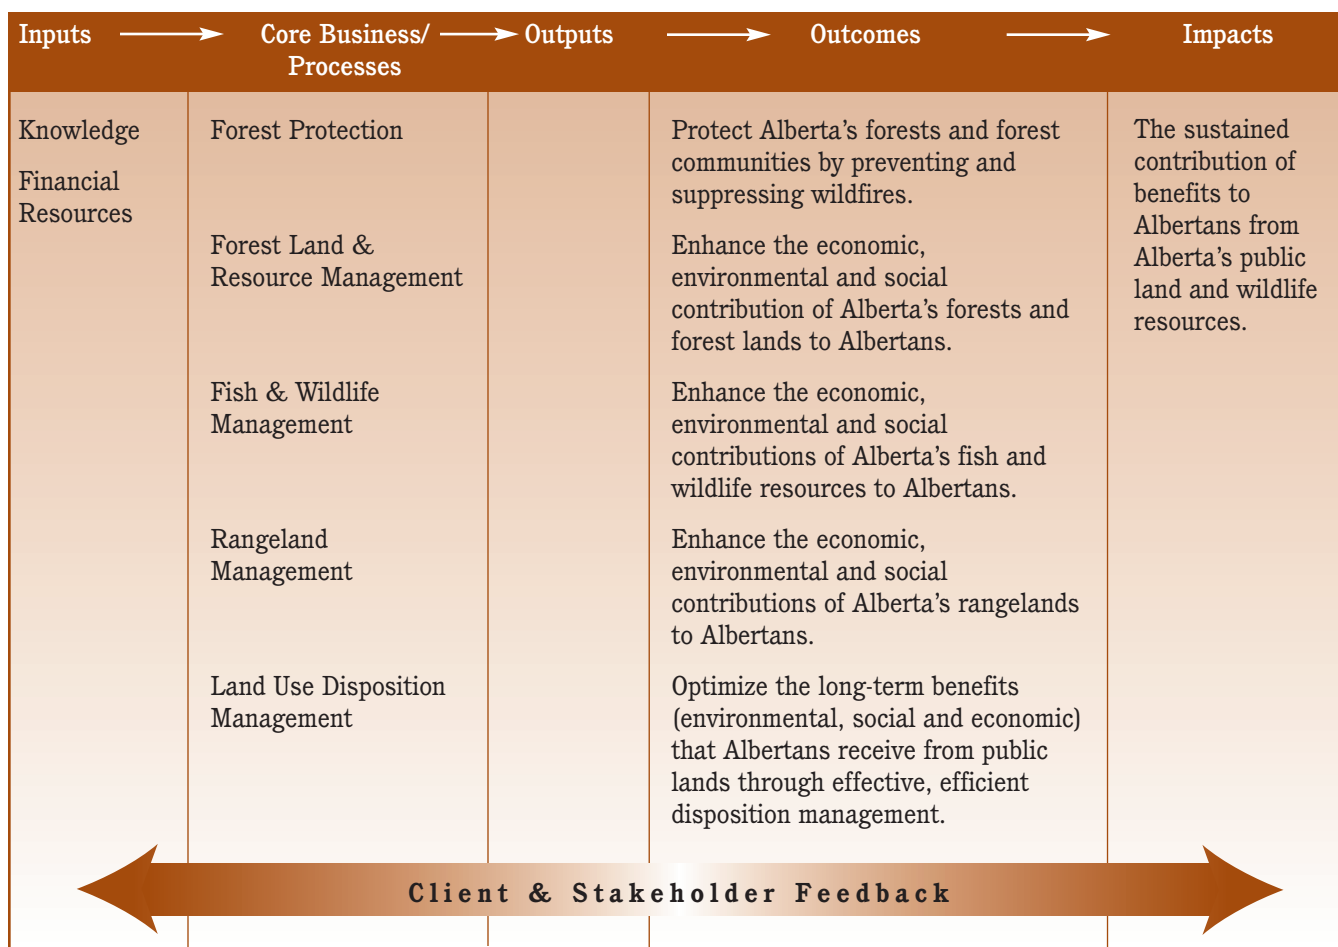 Inputs
Core Business/
Processes
Outputs
Outcomes
Impacts
Knowledge
Financial
Resources
Forest Protection
Protect Alberta’s forests and forest
communities by preventing and
suppressing wildfires.
Forest Land &
Resource Management
Enhance the economic,
environmental and social
contribution of Alberta’s forests and
forest lands to Albertans.
Fish & Wildlife
Management
Enhance the economic,
environmental and social
contributions of Alberta’s fish and
wildlife resources to Albertans.
Rangeland
Management
Enhance the economic,
environmental and social
contributions of Alberta’s rangelands
to Albertans.
Land Use Disposition
Management
Optimize the long-term benefits
(environmental, social and economic)
that Albertans receive from public
lands through effective, efficient
disposition management.
The sustained
contribution of
benefits to
Albertans from
Alberta’s public
land and wildlife
resources.
Client & Stakeholder Feedback